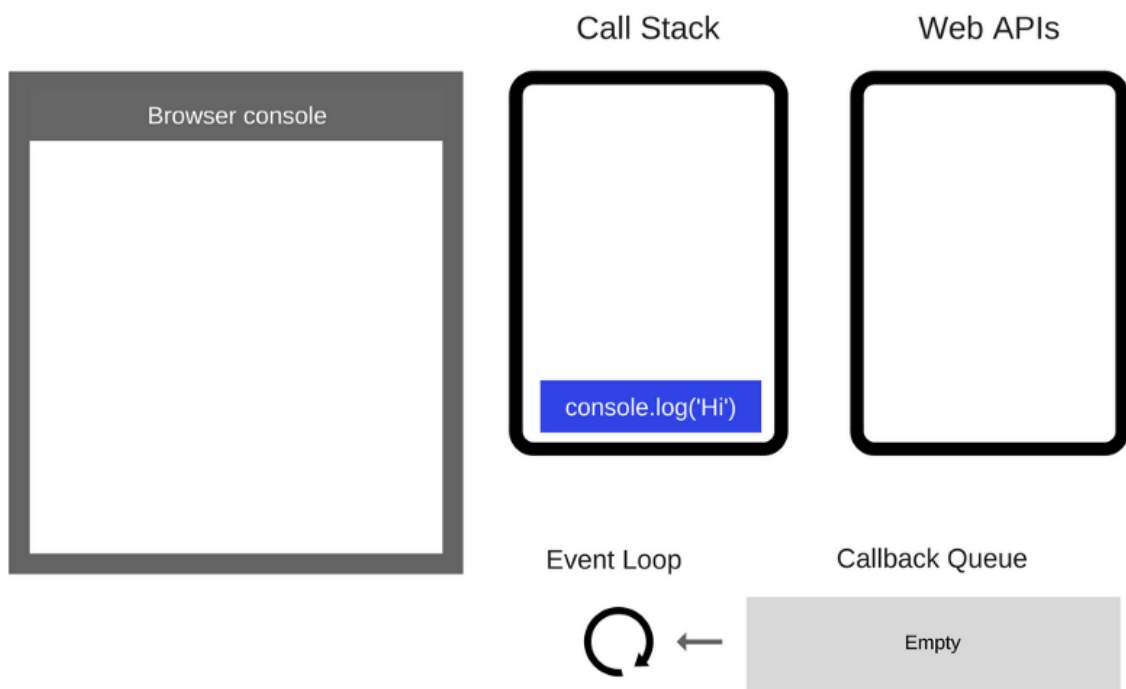 Call Stack
Web APIs
Browser console
console.log('Hi')
Event Loop
Callback Queue
Empty